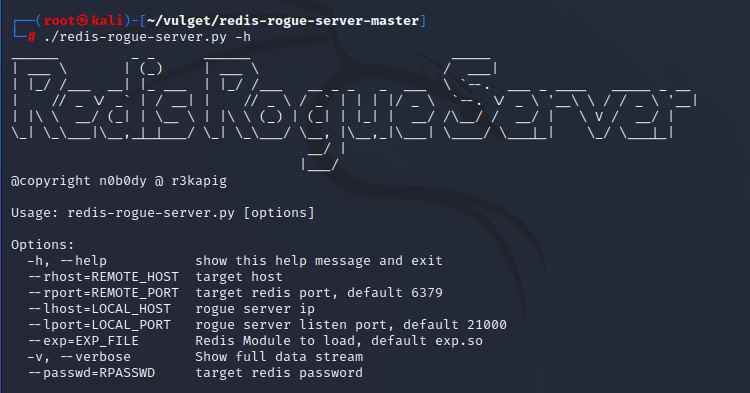 (root㉿kali)-[~/vulget/redis-rogue-server-master]
# ./redis-rogue-server.py -h
Redis Rogue Server
@copyright n0b0dy @ r3kapig
Usage: redis-rogue-server.py [options]
Options:
-h, --help show this help message and exit
--rhost=REMOTE_HOST target host
--rport=REMOTE_PORT target redis port, default 6379
--lhost=LOCAL_HOST rogue server ip
--lport=LOCAL_PORT rogue server listen port, default 21000
--exp=EXP_FILE Redis Module to load, default exp.so
-v, --verbose Show full data stream
--passwd=RPASSWD target redis password